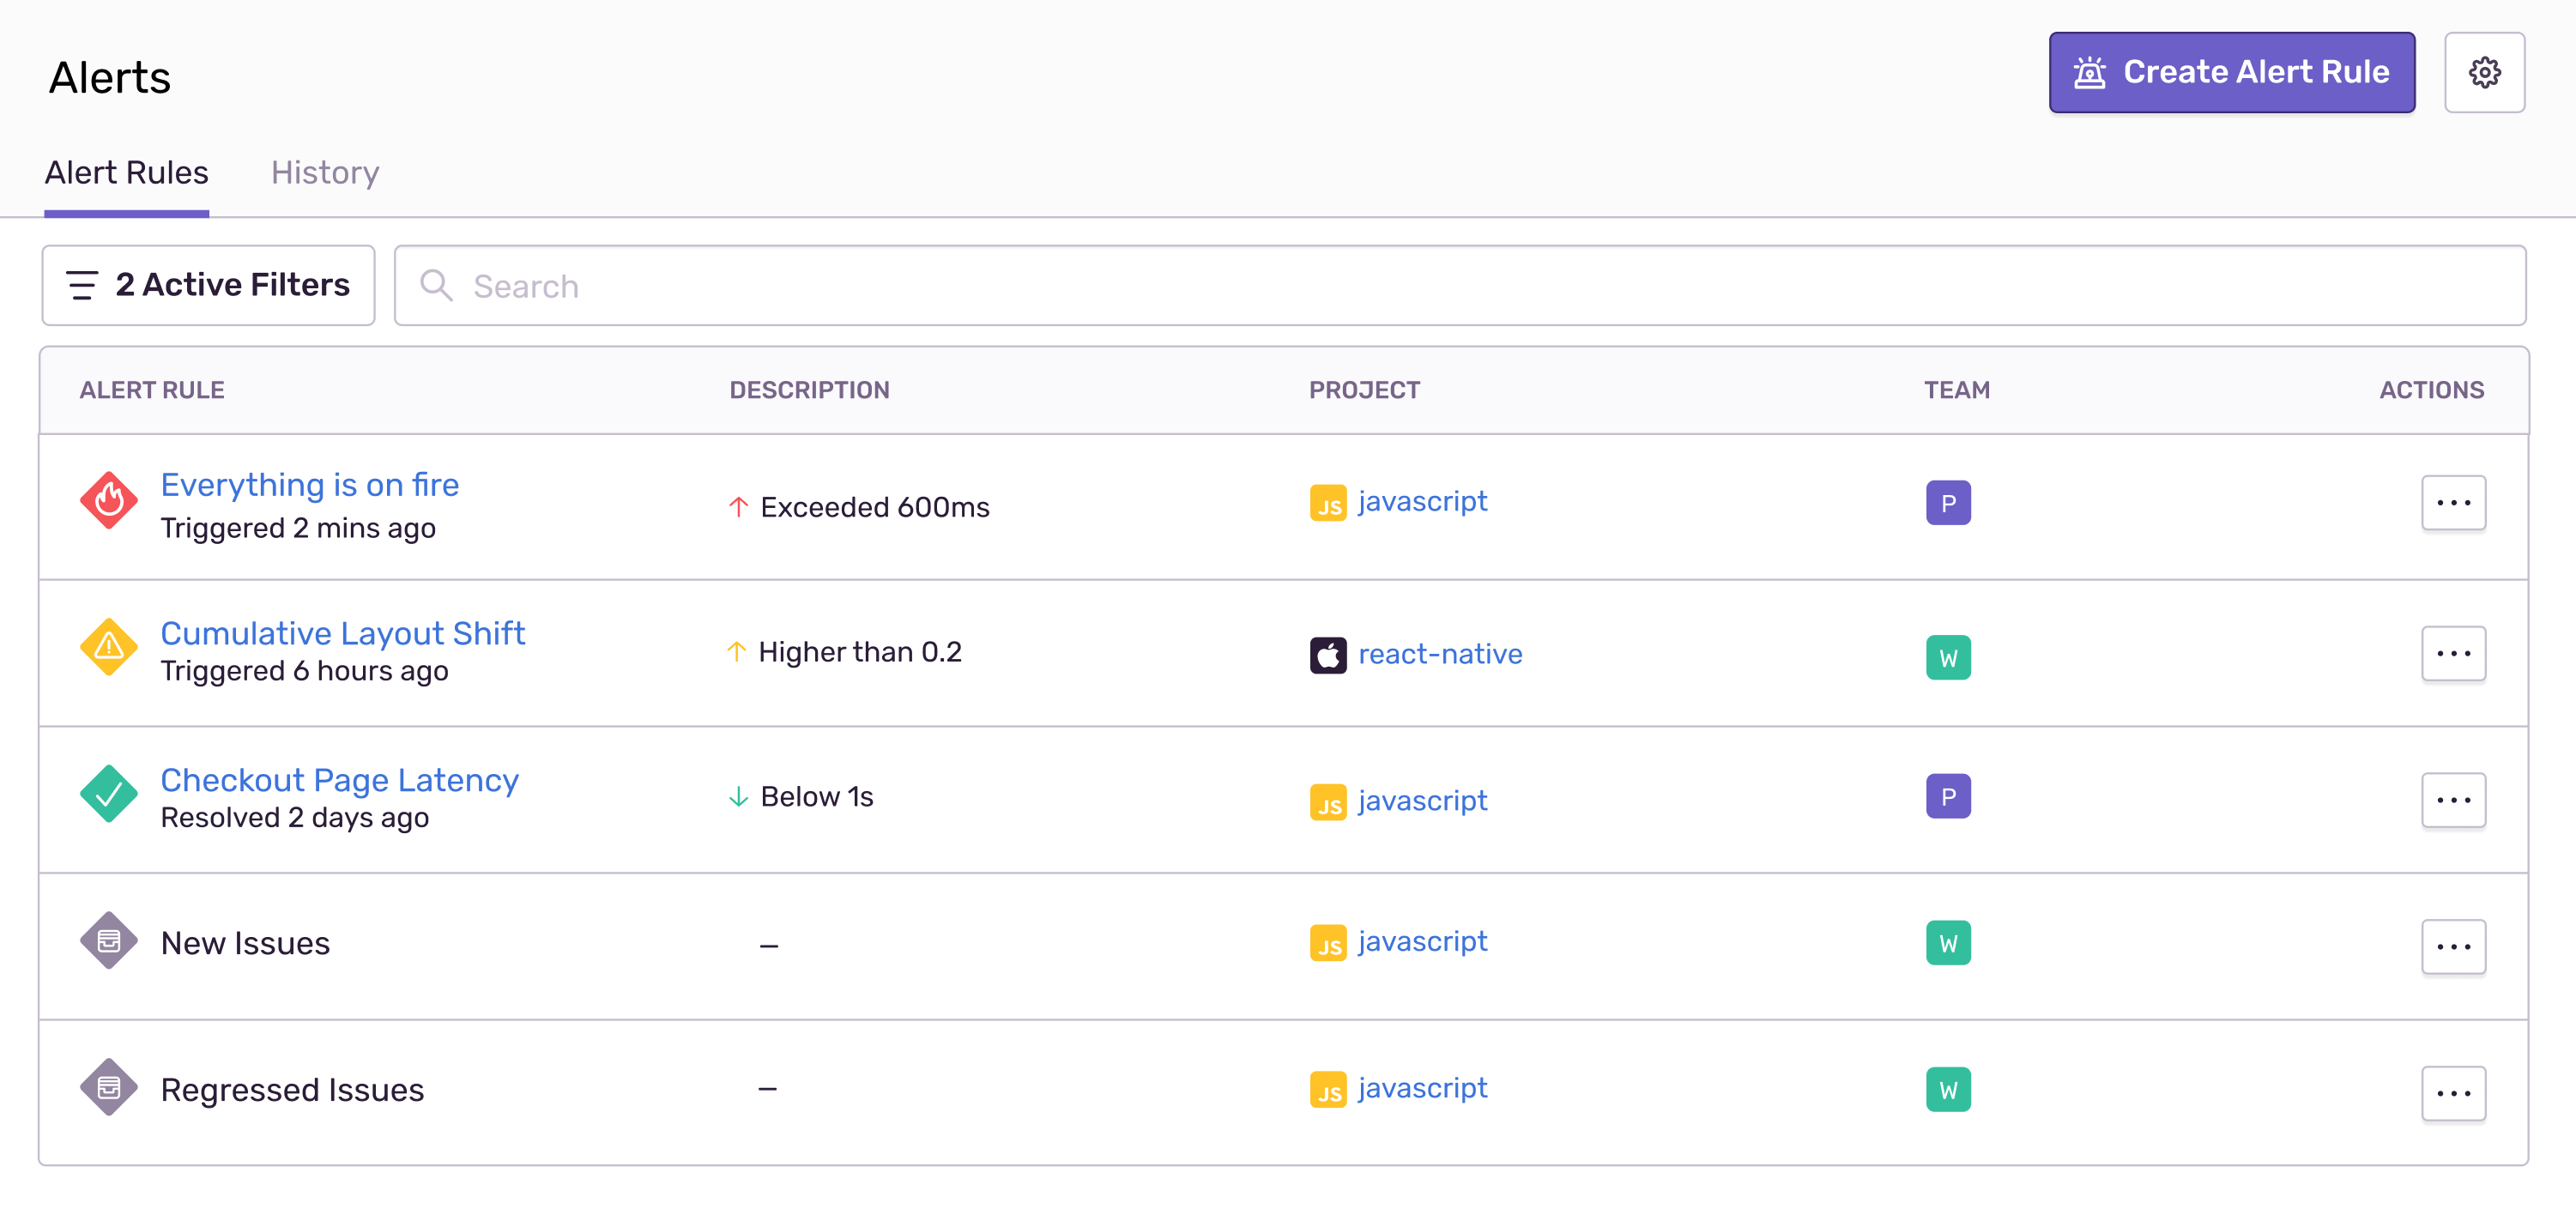 Alerts
Create Alert Rule
Alert Rules
History
2 Active Filters
Search
ALERT RULE
DESCRIPTION
PROJECT
TEAM
ACTIONS
Everything is on fire
Triggered 2 mins ago
Exceeded 600ms
JS
javascript
P
Cumulative Layout Shift
Triggered 6 hours ago
Higher than 0.2
react-native
W
Checkout Page Latency
Resolved 2 days ago
Below 1s
JS
javascript
P
New Issues
–
JS
javascript
W
Regressed Issues
–
JS
javascript
W